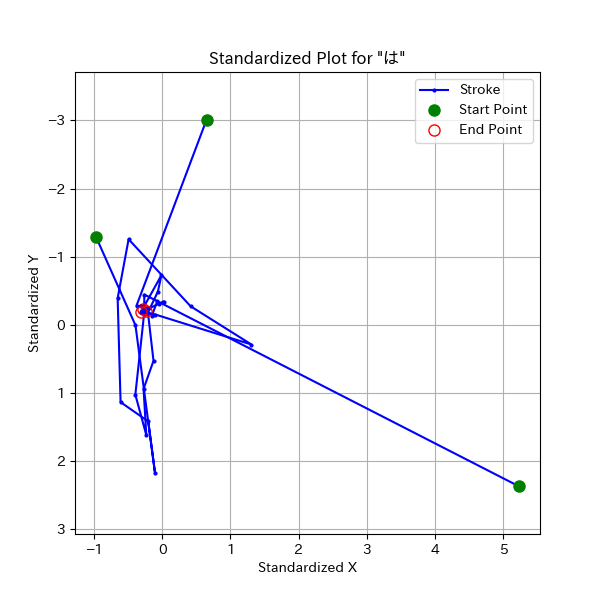 Standardized Plot for "は"
Stroke
Start Point
End Point
−3
−2
−1
0
1
2
3
Standardized Y
−1 0 1 2 3 4 5
Standardized X